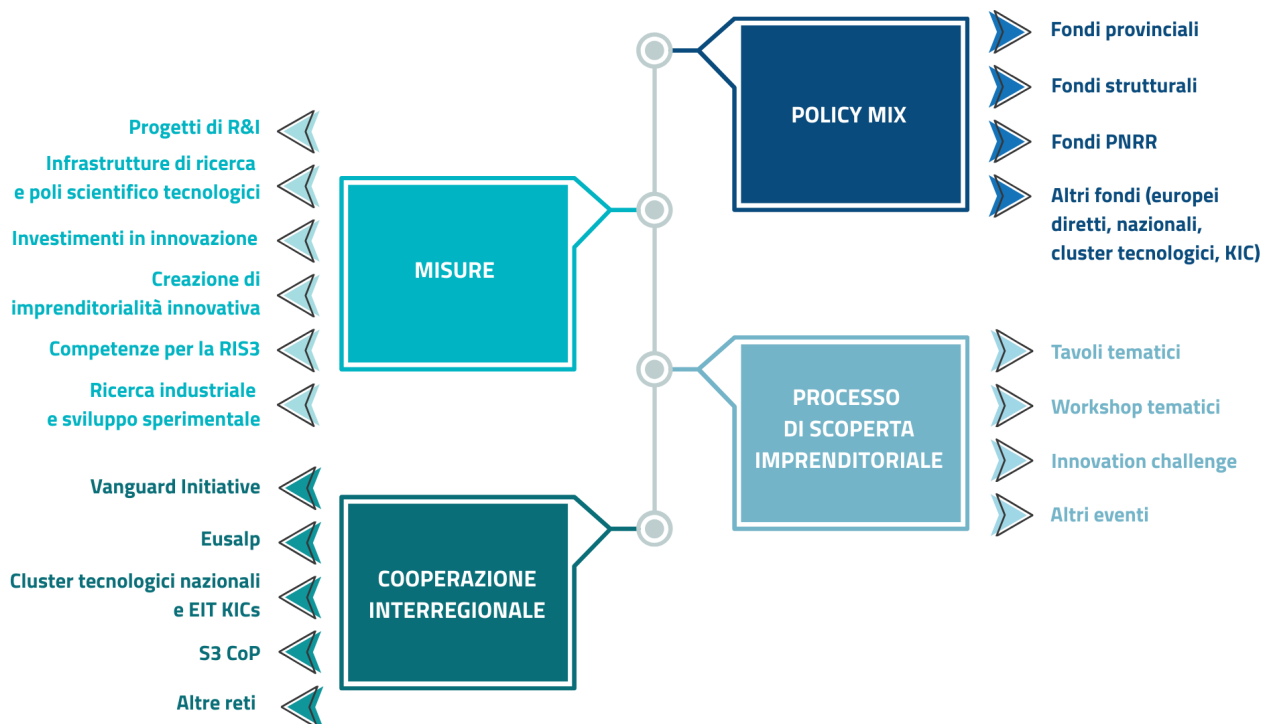 POLICY MIX
Fondi provinciali
Fondi strutturali
Fondi PNRR
Altri fondi (europei
diretti, nazionali,
cluster tecnologici, KIC)
MISURE
Progetti di R&I
Infrastrutture di ricerca
e poli scientifico tecnologici
Investimenti in innovazione
Creazione di
imprenditorialità innovativa
Competenze per la RIS3
Ricerca industriale
e sviluppo sperimentale
PROCESSO
DI SCOPERTA
IMPRENDITORIALE
Tavoli tematici
Workshop tematici
Innovation challenge
Altri eventi
COOPERAZIONE
INTERREGIONALE
Vanguard Initiative
Eusalp
Cluster tecnologici nazionali
e EIT KICs
S3 CoP
Altre reti